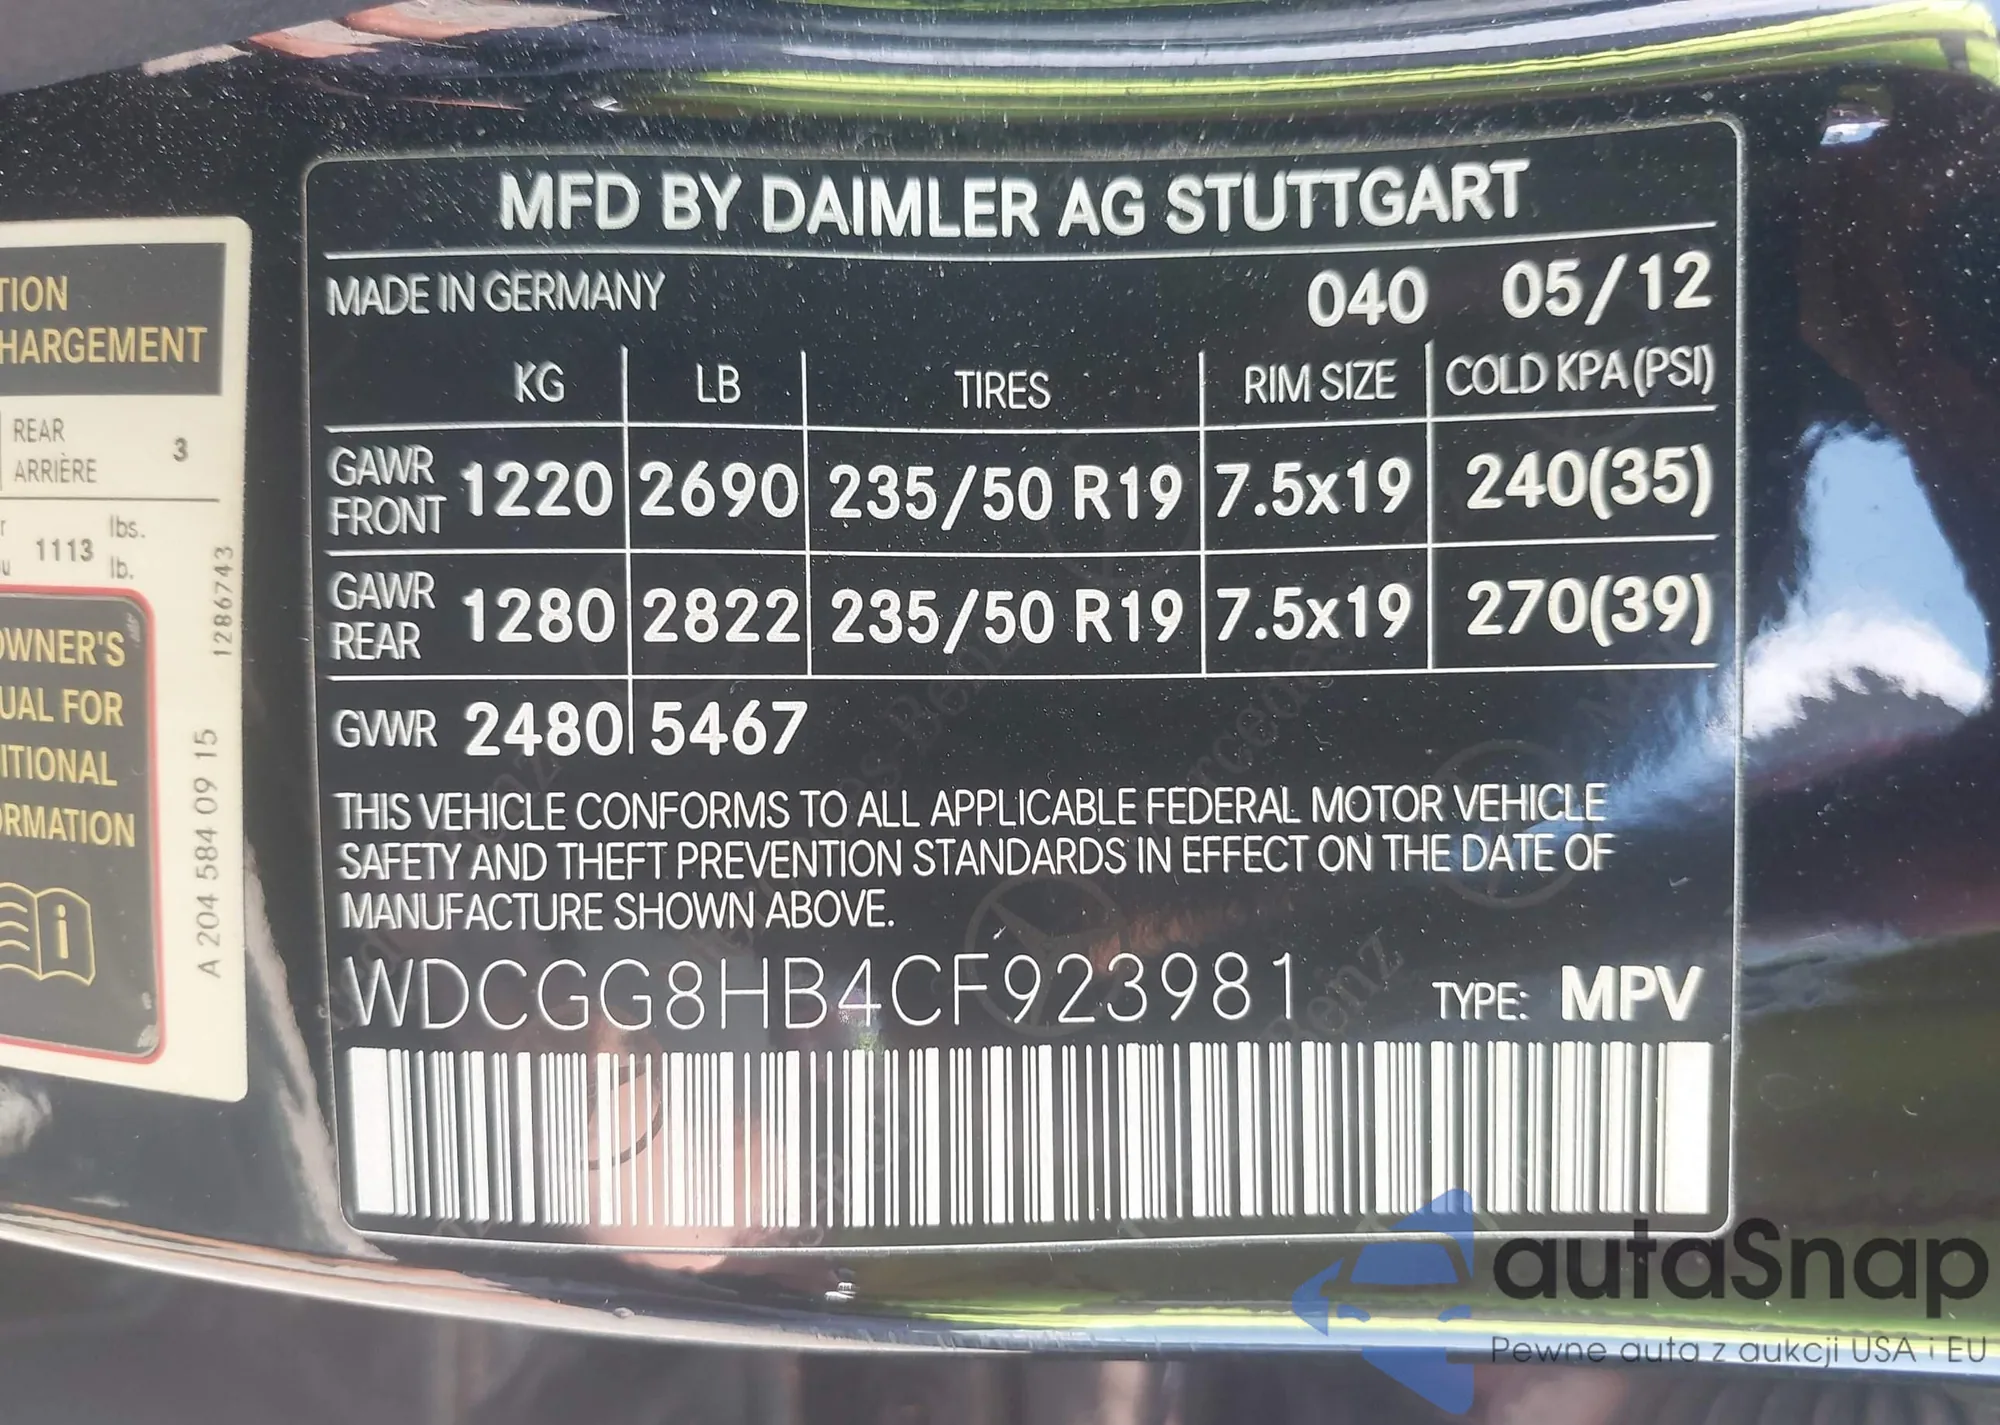 TION
HARGEMENT
REAR
ARRIÈRE
3
1113
lbs.
lb.
OWNER'S
UAL FOR
ITIONAL
ORMATION
1286743
A 204 584 09 15
MFD BY DAIMLER AG STUTTGART
MADE IN GERMANY 040 05/12
KG LB TIRES RIM SIZE COLD KPA (PSI)
GAWR FRONT 1220 2690 235/50 R19 7.5x19 240(35)
GAWR REAR 1280 2822 235/50 R19 7.5x19 270(39)
GVWR 2480 5467
THIS VEHICLE CONFORMS TO ALL APPLICABLE FEDERAL MOTOR VEHICLE
SAFETY AND THEFT PREVENTION STANDARDS IN EFFECT ON THE DATE OF
MANUFACTURE SHOWN ABOVE.
WDCGG8HB4CF923981 TYPE: MPV
autaSnap
Pewne auta z aukcji USA i EU